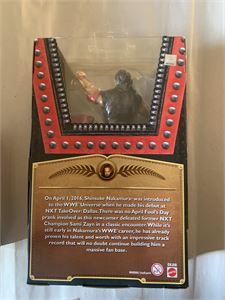 On April 1, 2016, Shinsuke Nakamura was introduced
to the WWE Universe when he made his debut at
NXT TakeOver: Dallas. There was no April Fool's Day
prank involved as this newcomer defeated former NXT
Champion Sami Zayn in a classic encounter. While it's
still early in Nakamura's WWE career, he has already
proven his talent and worth with an impressive track
record that will no doubt continue building him a
massive fan base.
MATTEL